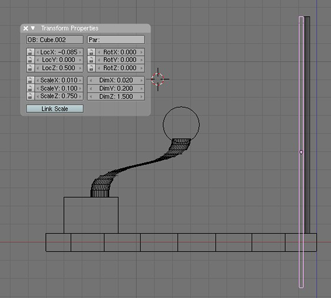 Transform Properties
OB: Cube.002 Par:
LocX: -0.085 RotX: 0.000
LocY: 0.000 RotY: 0.000
LocZ: 0.500 RotZ: 0.000
ScaleX: 0.010 DimX: 0.020
ScaleY: 0.100 DimY: 0.200
ScaleZ: 0.750 DimZ: 1.500
Link Scale